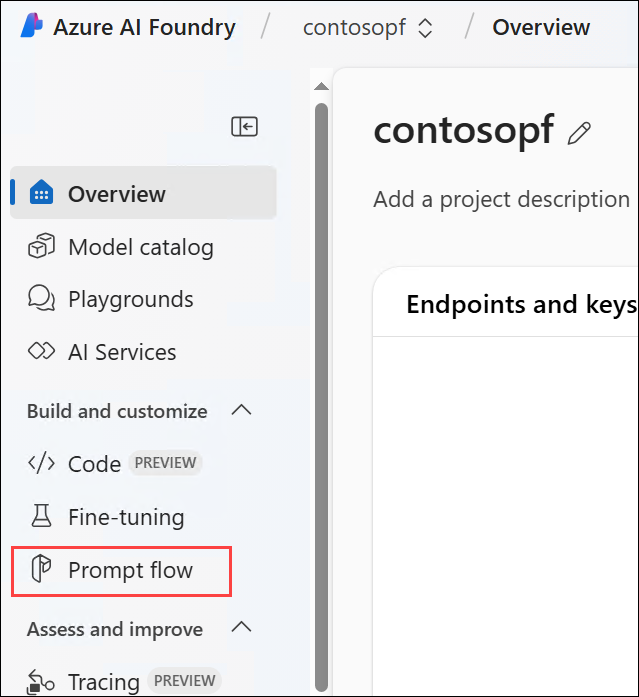 Azure AI Foundry / contosopf / Overview
contosopf
Add a project description
Endpoints and keys
Overview
Model catalog
Playgrounds
AI Services
Build and customize
Code PREVIEW
Fine-tuning
Prompt flow
Assess and improve
Tracing PREVIEW